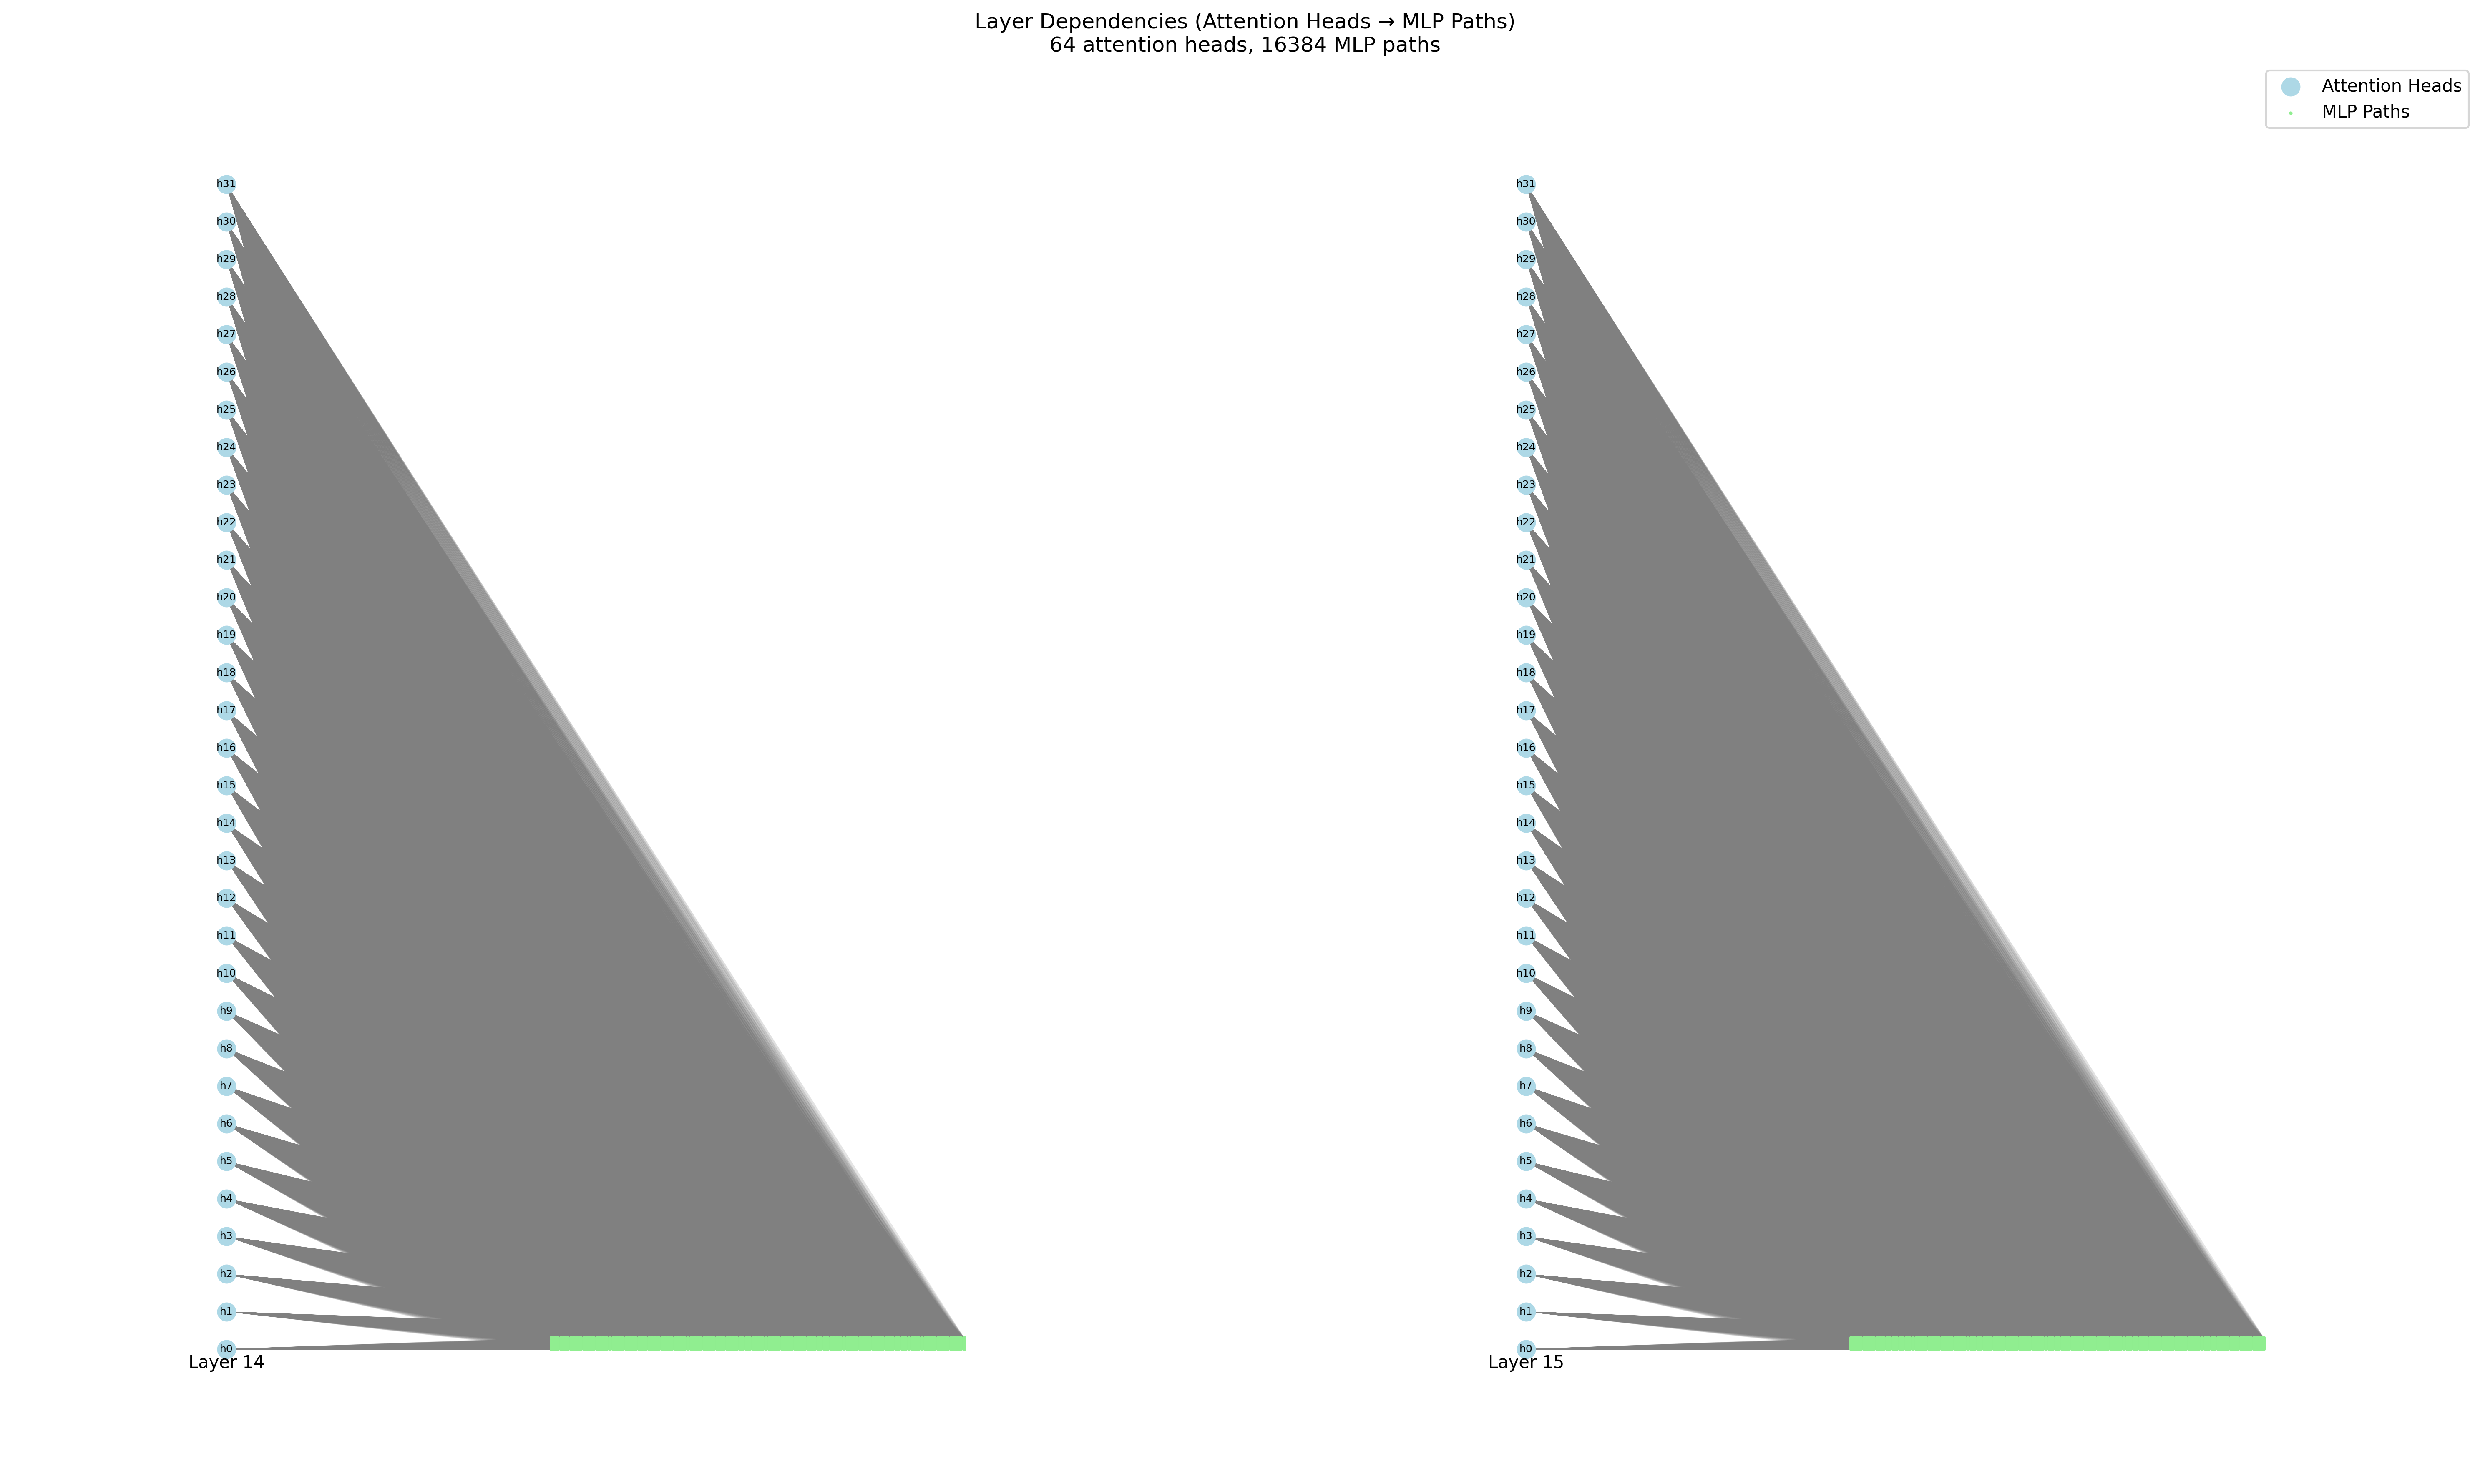 Layer Dependencies (Attention Heads → MLP Paths)
64 attention heads, 16384 MLP paths
Attention Heads
MLP Paths
h31
h30
h29
h28
h27
h26
h25
h24
h23
h22
h21
h20
h19
h18
h17
h16
h15
h14
h13
h12
h11
h10
h9
h8
h7
h6
h5
h4
h3
h2
h1
h0
Layer 14
h31
h30
h29
h28
h27
h26
h25
h24
h23
h22
h21
h20
h19
h18
h17
h16
h15
h14
h13
h12
h11
h10
h9
h8
h7
h6
h5
h4
h3
h2
h1
h0
Layer 15